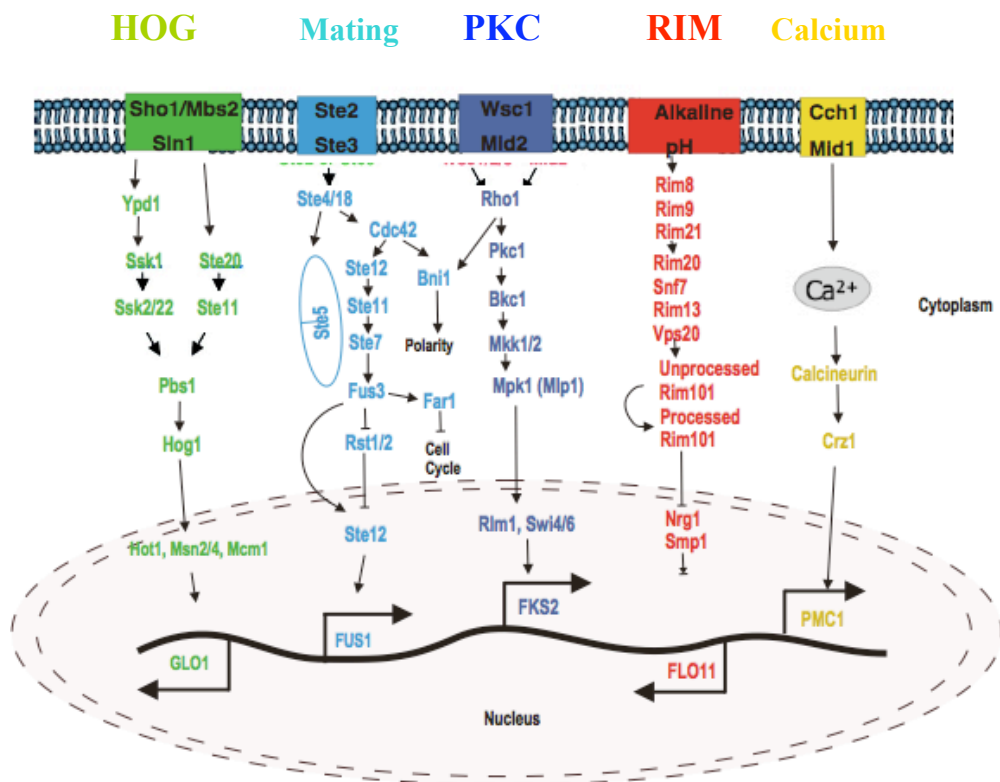 HOG
Mating
PKC
RIM
Calcium
Sho1/Mbs2
Sln1
Ste2
Ste3
Wsc1
Mld2
Alkaline
pH
Cch1
Mid1
Ypd1
Ssk1
Ssk2/22
Ste20
Ste11
Pbs1
Hog1
Hot1, Msn2/4, Mcm1
GLO1
Ste4/18
Cdc42
Ste5
Ste12
Ste11
Ste7
Fus3
Bni1
Polarity
Far1
Cell
Cycle
Rst1/2
Ste12
FUS1
Rho1
Pkc1
Bkc1
Mkk1/2
Mpk1 (Mlp1)
Rlm1, Swi4/6
FKS2
Rim8
Rim9
Rim21
Rim20
Snf7
Rim13
Vps20
Unprocessed
Rim101
Processed
Rim101
Nrg1
Smp1
FLO11
Ca2+
Calcineurin
Crz1
PMC1
Cytoplasm
Nucleus